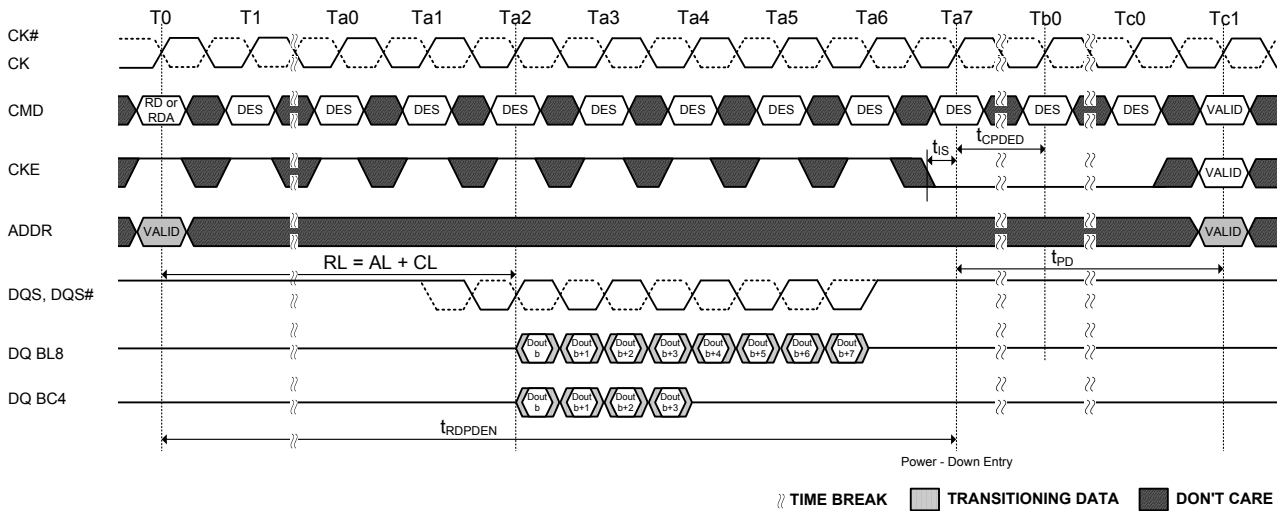 T0 T1 Ta0 Ta1 Ta2 Ta3 Ta4 Ta5 Ta6 Ta7 Tb0 Tc0 Tc1
CK#
CK
CMD RD or RDA DES DES DES DES DES DES DES DES DES DES DES VALID
tIS tCPDED
CKE VALID
ADDR VALID VALID
RL = AL + CL tPD
DQS, DQS#
DQ BL8 Dout b Dout b+1 Dout b+2 Dout b+3 Dout b+4 Dout b+5 Dout b+6 Dout b+7
DQ BC4 Dout b Dout b+1 Dout b+2 Dout b+3
tRDPDEN
Power - Down Entry
TIME BREAK TRANSITIONING DATA DON'T CARE